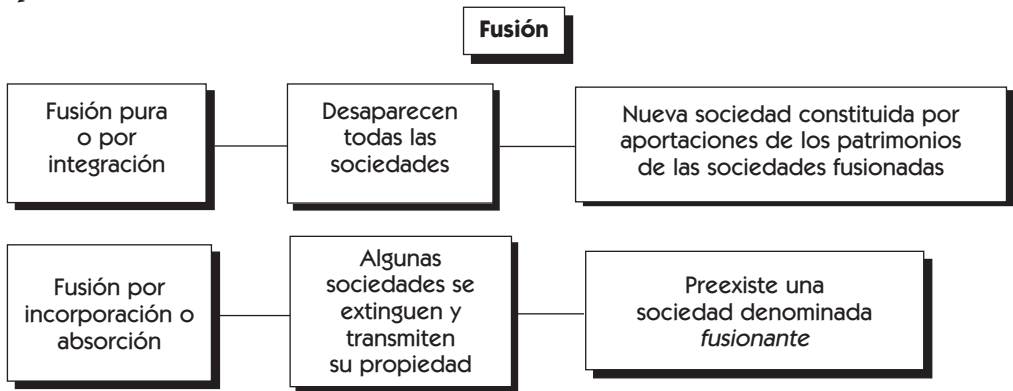 Fusión
Fusión pura
o por
integración
Desaparecen
todas las
sociedades
Nueva sociedad constituida por
aportaciones de los patrimonios
de las sociedades fusionadas
Fusión por
incorporación o
absorción
Algunas
sociedades se
extinguen y
transmiten
su propiedad
Preexiste una
sociedad denominada
fusionante